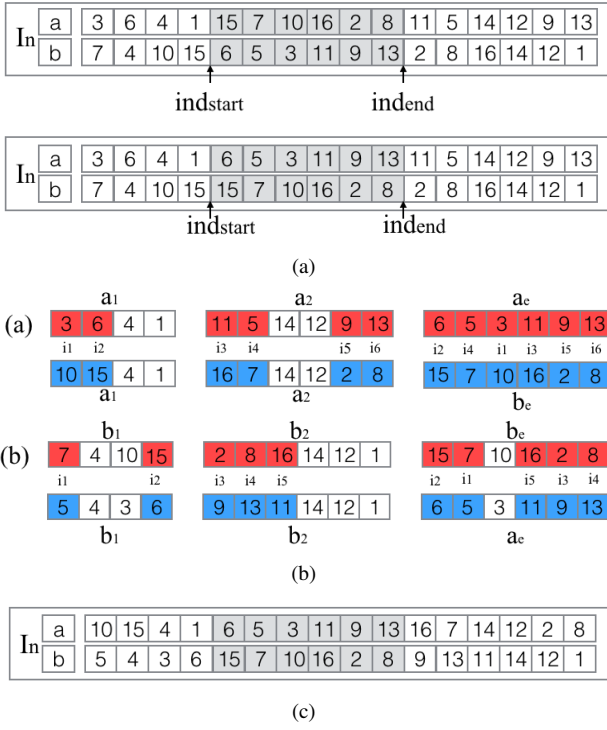 In a 3 6 4 1 15 7 10 16 2 8 11 5 14 12 9 13
b 7 4 10 15 6 5 3 11 9 13 2 8 16 14 12 1
indstart indend
In a 3 6 4 1 6 5 3 11 9 13 11 5 14 12 9 13
b 7 4 10 15 15 7 10 16 2 8 2 8 16 14 12 1
indstart indend
(a)
a1 a2 ae
(a) 3 6 4 1 11 5 14 12 9 13 6 5 3 11 9 13
i1 i2 i3 i4 i5 i6 i2 i4 i1 i3 i5 i6
10 15 4 1 16 7 14 12 2 8 15 7 10 16 2 8
a1 a2 be
b1 b2 be
(b) 7 4 10 15 2 8 16 14 12 1 15 7 10 16 2 8
i1 i2 i3 i4 i5 i2 i1 i5 i3 i4
5 4 3 6 9 13 11 14 12 1 6 5 3 11 9 13
b1 b2 ae
(b)
In a 10 15 4 1 6 5 3 11 9 13 16 7 14 12 2 8
b 5 4 3 6 15 7 10 16 2 8 9 13 11 14 12 1
(c)